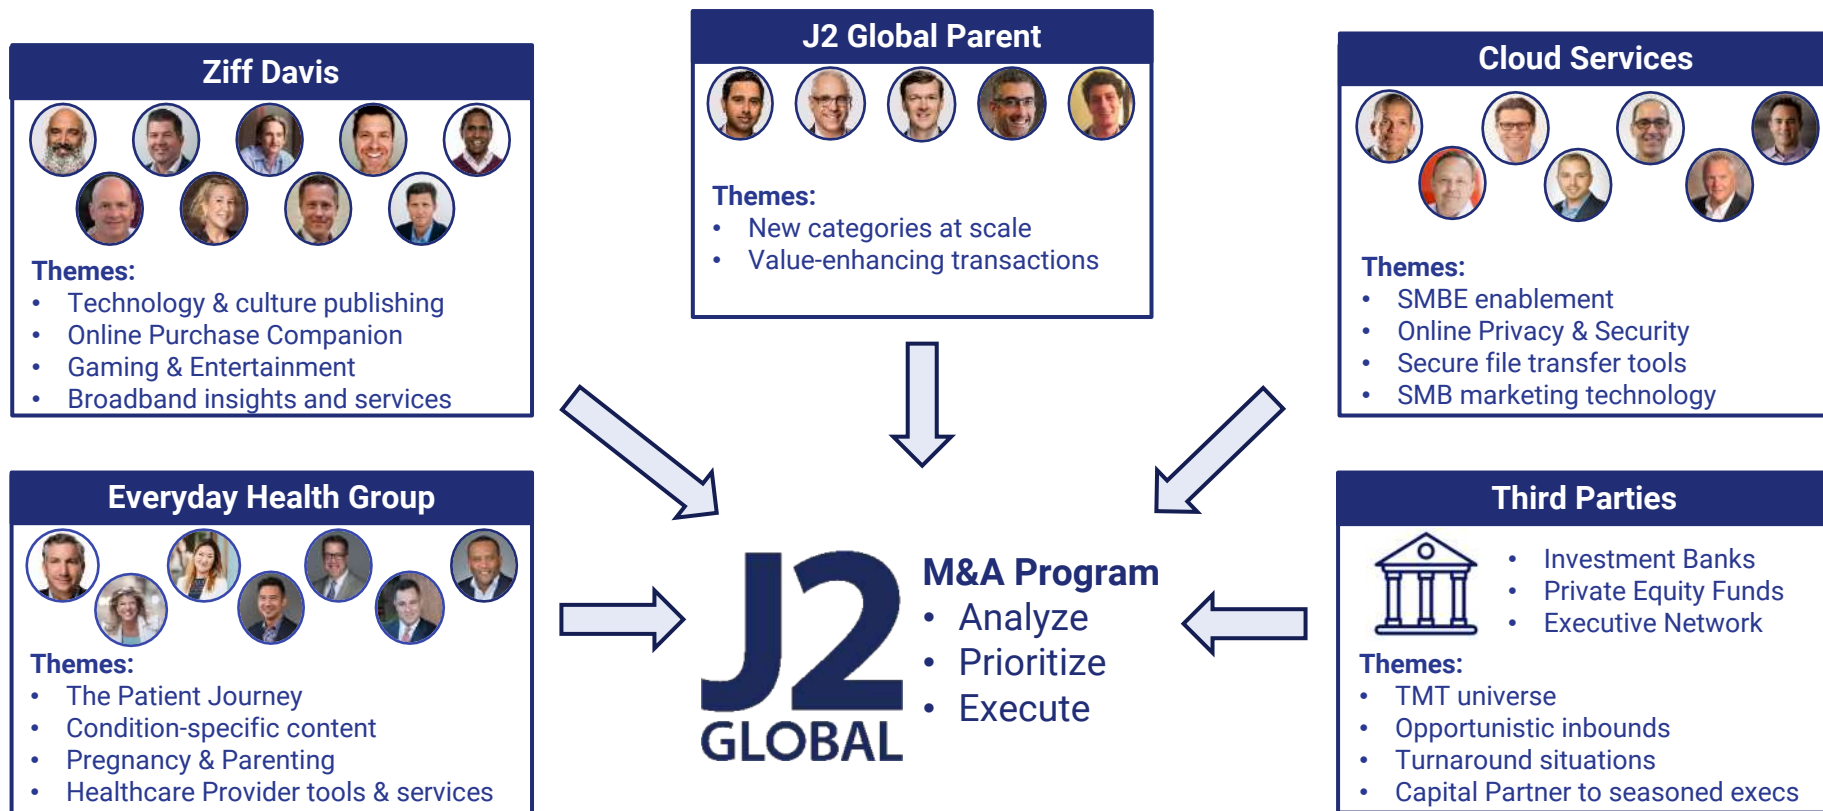 Ziff Davis
Themes:
• Technology & culture publishing
• Online Purchase Companion
• Gaming & Entertainment
• Broadband insights and services
J2 Global Parent
Themes:
• New categories at scale
• Value-enhancing transactions
Cloud Services
Themes:
• SMBE enablement
• Online Privacy & Security
• Secure file transfer tools
• SMB marketing technology
Everyday Health Group
Themes:
• The Patient Journey
• Condition-specific content
• Pregnancy & Parenting
• Healthcare Provider tools & services
J2
GLOBAL
M&A Program
• Analyze
• Prioritize
• Execute
Third Parties
• Investment Banks
• Private Equity Funds
• Executive Network
Themes:
• TMT universe
• Opportunistic inbounds
• Turnaround situations
• Capital Partner to seasoned execs